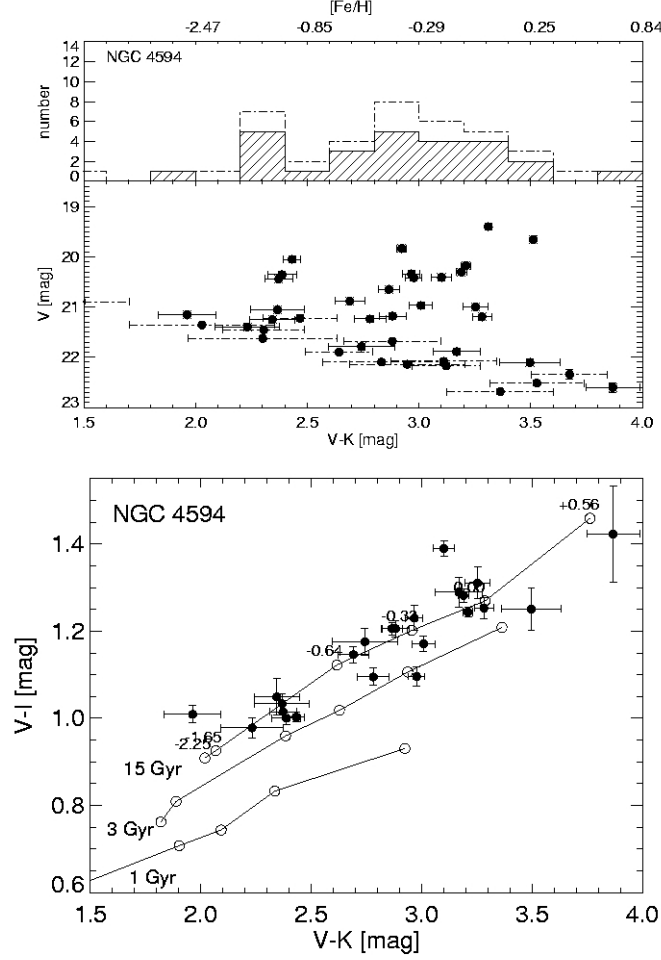 [Fe/H]
-2.47 -0.85 -0.29 0.25 0.84
NGC 4594
number
14
12
10
8
6
4
2
0
V [mag]
19
20
21
22
23
1.5 2.0 2.5 3.0 3.5 4.0
V-K [mag]
NGC 4594
+0.56
0.00
-0.33
-0.64
-1.65
-2.25
15 Gyr
3 Gyr
1 Gyr
V-I [mag]
1.4
1.2
1.0
0.8
0.6
1.5 2.0 2.5 3.0 3.5 4.0
V-K [mag]